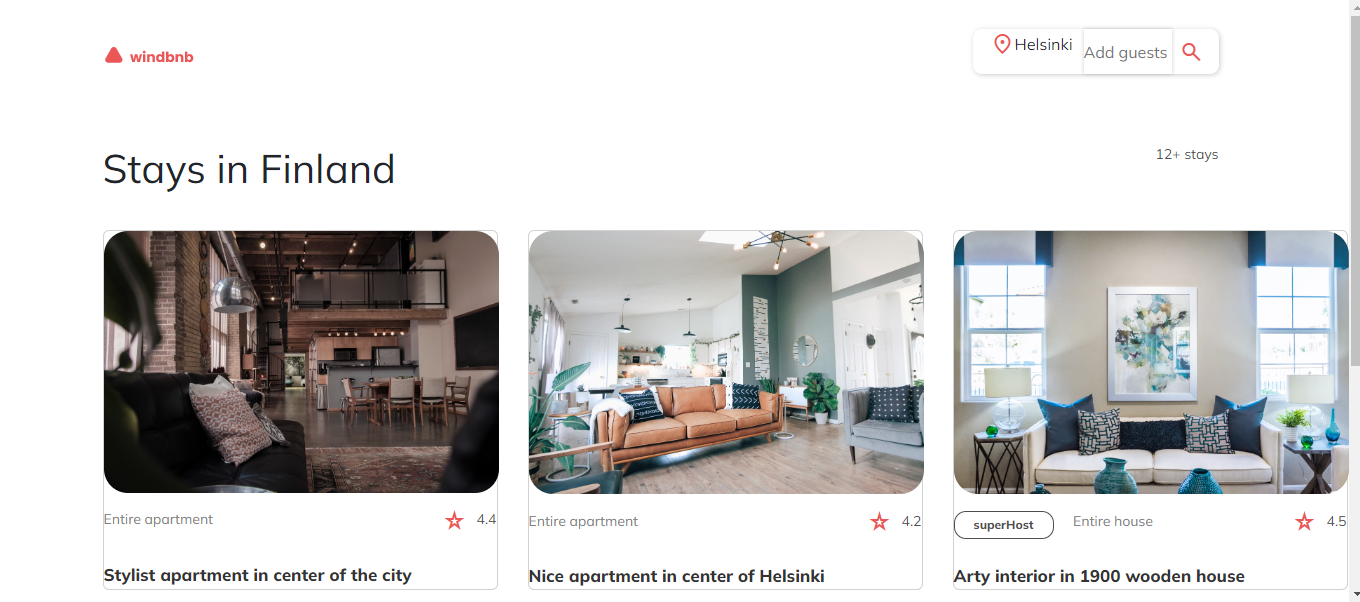 windbnb
Helsinki
Add guests
Stays in Finland
12+ stays
Entire apartment
4.4
Stylist apartment in center of the city
Entire apartment
4.2
Nice apartment in center of Helsinki
superHost
Entire house
4.5
Arty interior in 1900 wooden house